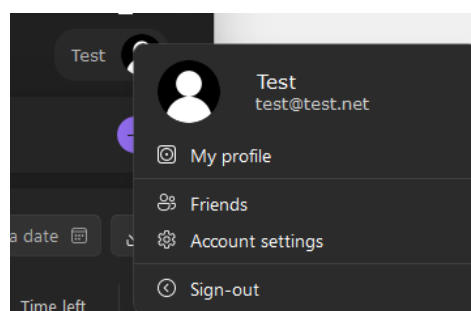 Test
Test
test@test.net
My profile
Friends
a date
Account settings
Sign-out
Time left